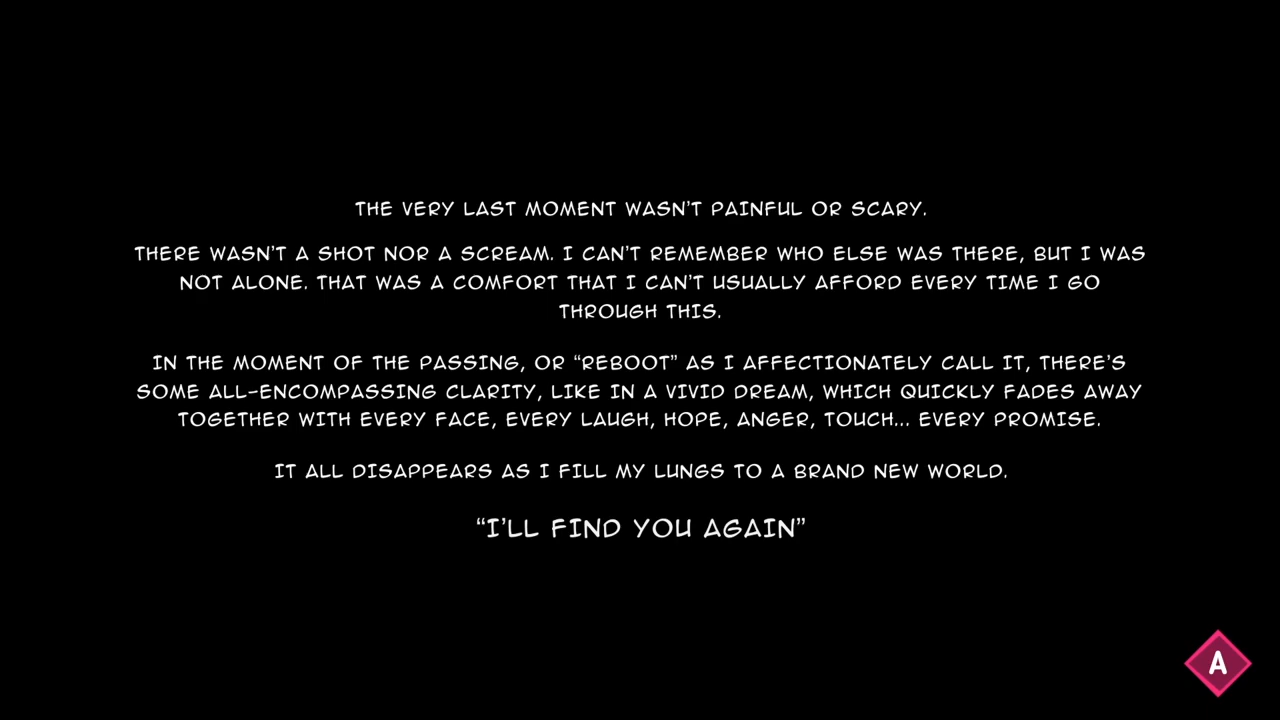 THE VERY LAST MOMENT WASN'T PAINFUL OR SCARY.
THERE WASN'T A SHOT NOR A SCREAM. I CAN'T REMEMBER WHO ELSE WAS THERE, BUT I WAS
NOT ALONE. THAT WAS A COMFORT THAT I CAN'T USUALLY AFFORD EVERY TIME I GO
THROUGH THIS.
IN THE MOMENT OF THE PASSING, OR “REBOOT” AS I AFFECTIONATELY CALL IT, THERE'S
SOME ALL-ENCOMPASSING CLARITY, LIKE IN A VIVID DREAM, WHICH QUICKLY FADES AWAY
TOGETHER WITH EVERY FACE, EVERY LAUGH, HOPE, ANGER, TOUCH... EVERY PROMISE.
IT ALL DISAPPEARS AS I FILL MY LUNGS TO A BRAND NEW WORLD.
“I'LL FIND YOU AGAIN”
A